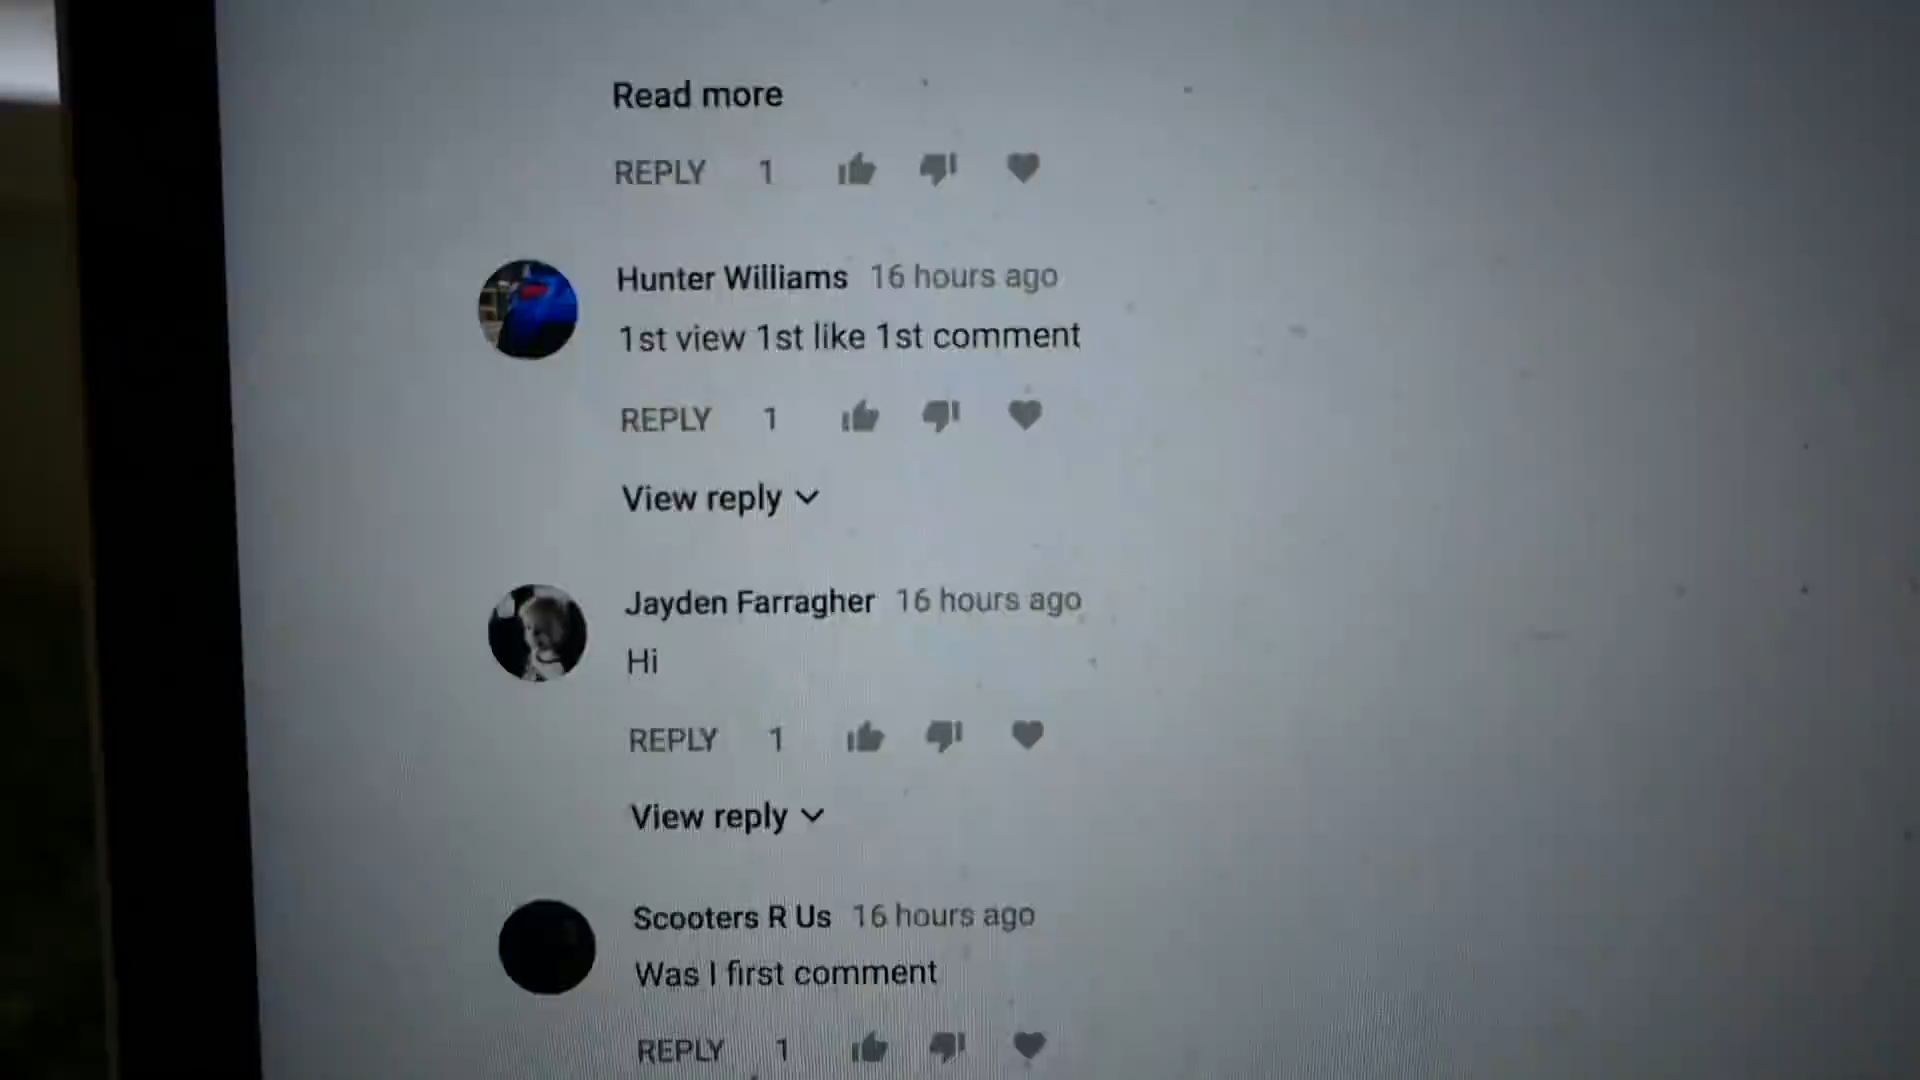 Read more
REPLY 1
Hunter Williams 16 hours ago
1st view 1st like 1st comment
REPLY 1
View reply
Jayden Farragher 16 hours ago
Hi
REPLY 1
View reply
Scooters R Us 16 hours ago
Was I first comment
REPLY 1